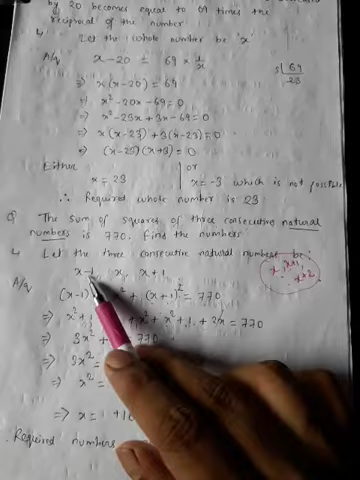 by 20 becomes equal to 69 times the
reciprocal of the number
Let the whole number be 'x'
A/q x-20 = 69 × 1/x
3|69
23
⇒ x(x-20) = 69
x²-20x-69=0
⇒ x²-23x+3x-69=0
⇒ x(x-23)+3(x-23)=0
⇒ (x-23)(x+3)=0
Either or
x=23 x=-3 which is not possible
∴ Required whole number is 23
Q The sum of squares of three consecutive natural
numbers is 770. Find the numbers
Let the three consecutive natural numbers be
x-1, x, x+1
x, x+1
x+2
A/q (x-1) + (x+1)² = 770
⇒ x²+1 + x² + x²+1 + 2x = 770
⇒ 3x² + 770
⇒ 3x² =
⇒ x² =
⇒ x = +16
Required numbers